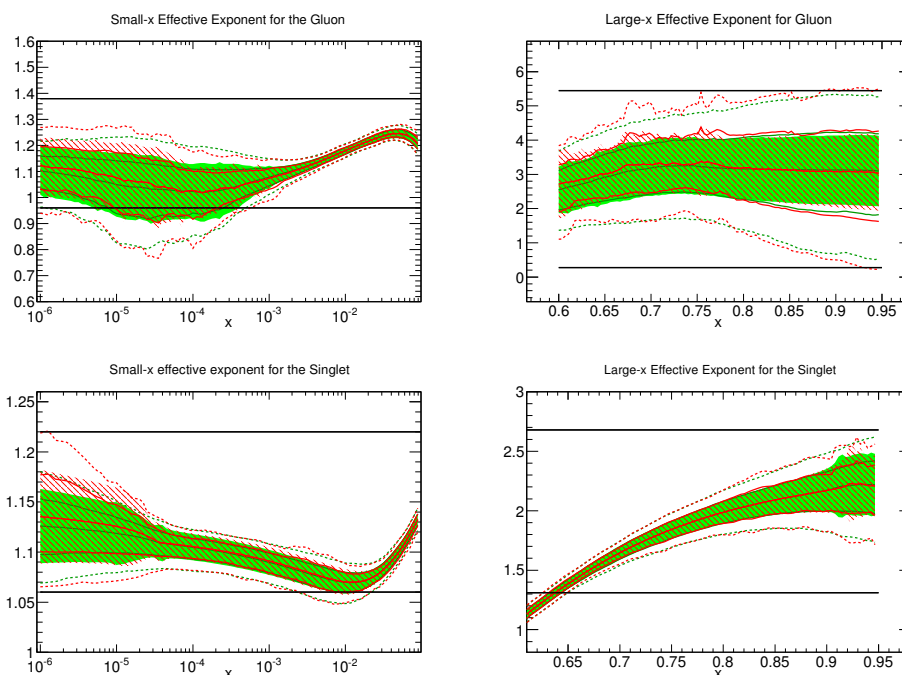 Small-x Effective Exponent for the Gluon
1.6
1.5
1.4
1.3
1.2
1.1
1
0.9
0.8
0.7
0.6
10⁻⁶ 10⁻⁵ 10⁻⁴ 10⁻³ 10⁻²
x
Large-x Effective Exponent for Gluon
6
5
4
3
2
1
0
0.6 0.65 0.7 0.75 0.8 0.85 0.9 0.95
x
Small-x effective exponent for the Singlet
1.25
1.2
1.15
1.1
1.05
1
10⁻⁶ 10⁻⁵ 10⁻⁴ 10⁻³ 10⁻²
x
Large-x Effective Exponent for the Singlet
3
2.5
2
1.5
1
0.65 0.7 0.75 0.8 0.85 0.9 0.95
x